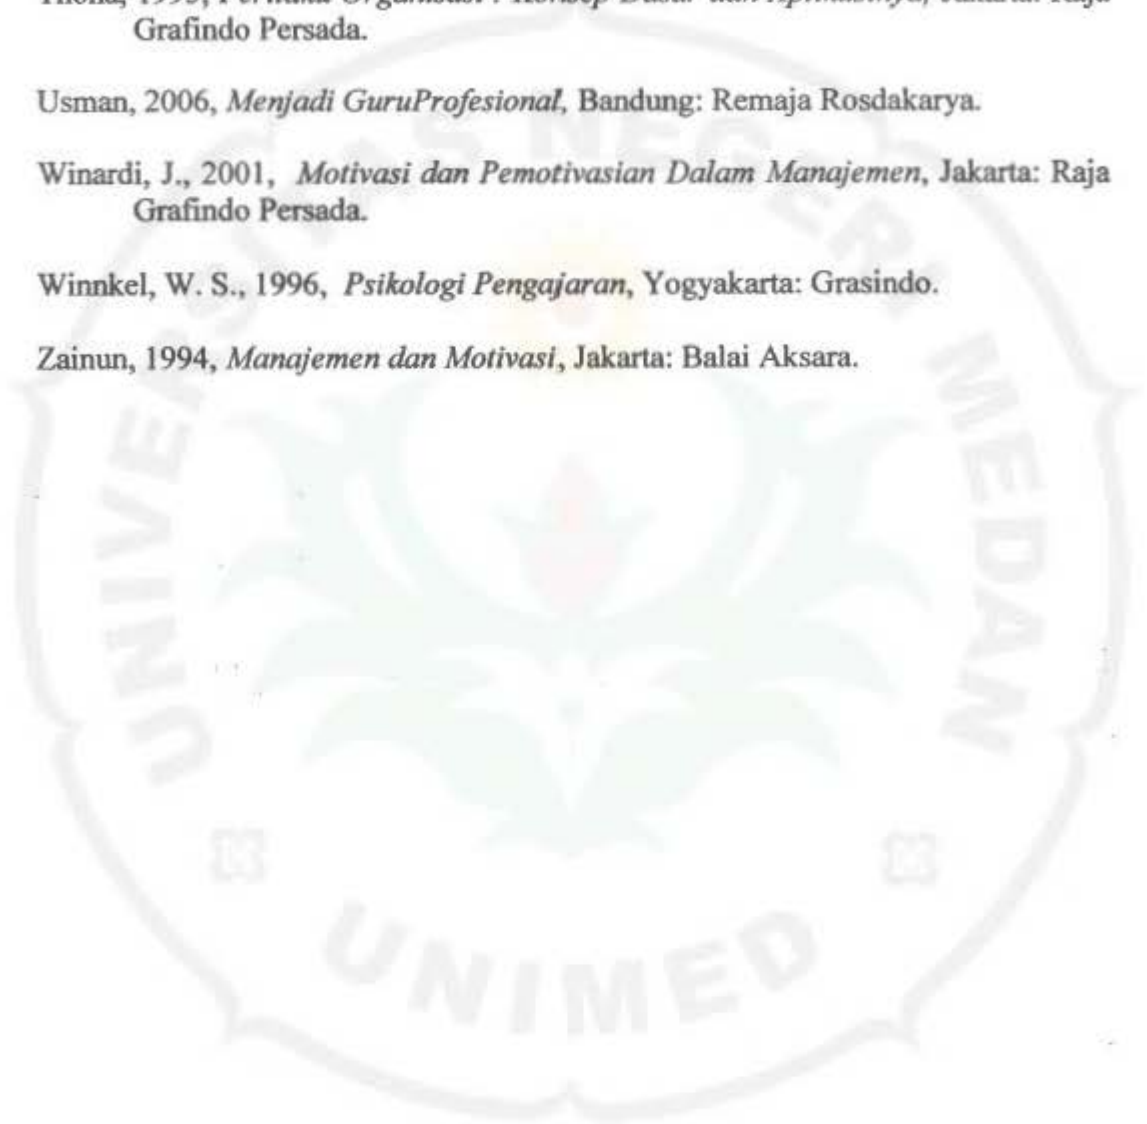 Grafindo Persada.
Usman, 2006, Menjadi GuruProfesional, Bandung: Remaja Rosdakarya.
Winardi, J., 2001, Motivasi dan Pemotivasian Dalam Manajemen, Jakarta: Raja
Grafindo Persada.
Winnkel, W. S., 1996, Psikologi Pengajaran, Yogyakarta: Grasindo.
Zainun, 1994, Manajemen dan Motivasi, Jakarta: Balai Aksara.
UNIVERSITAS NEGERI MEDAN
UNIMED